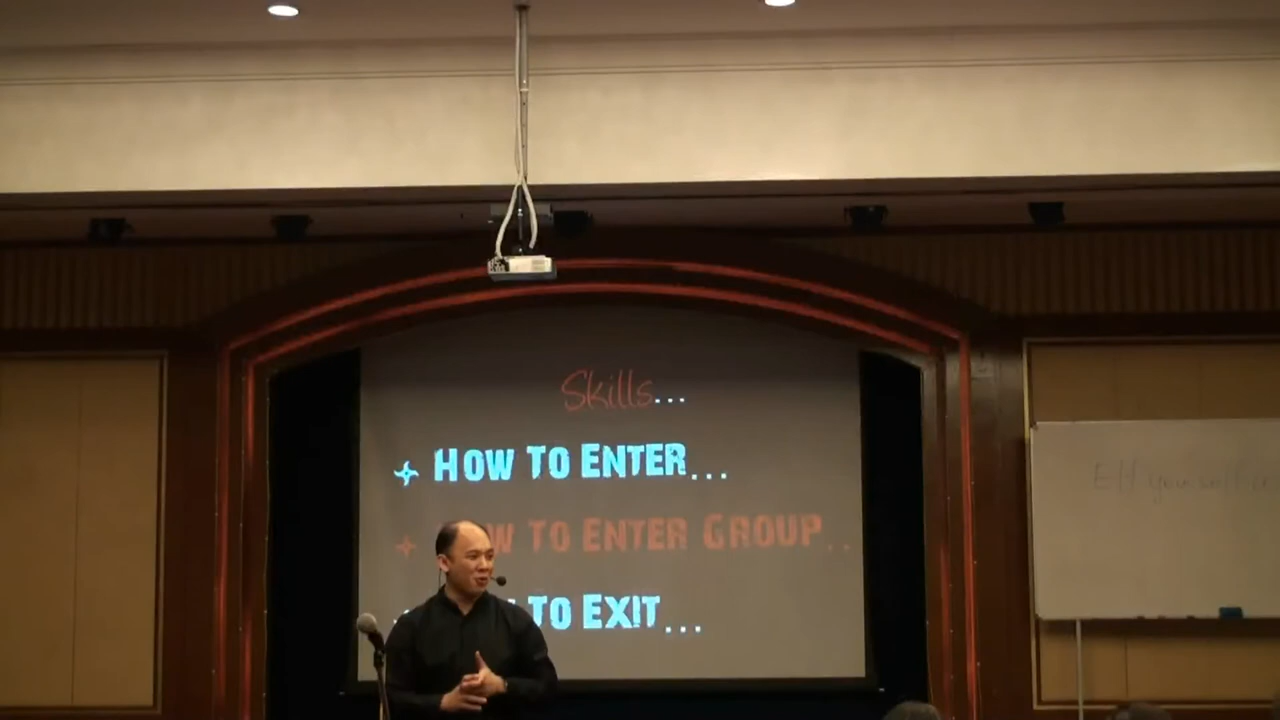 Skills...
HOW TO ENTER...
TO ENTER GROUP..
TO EXIT...